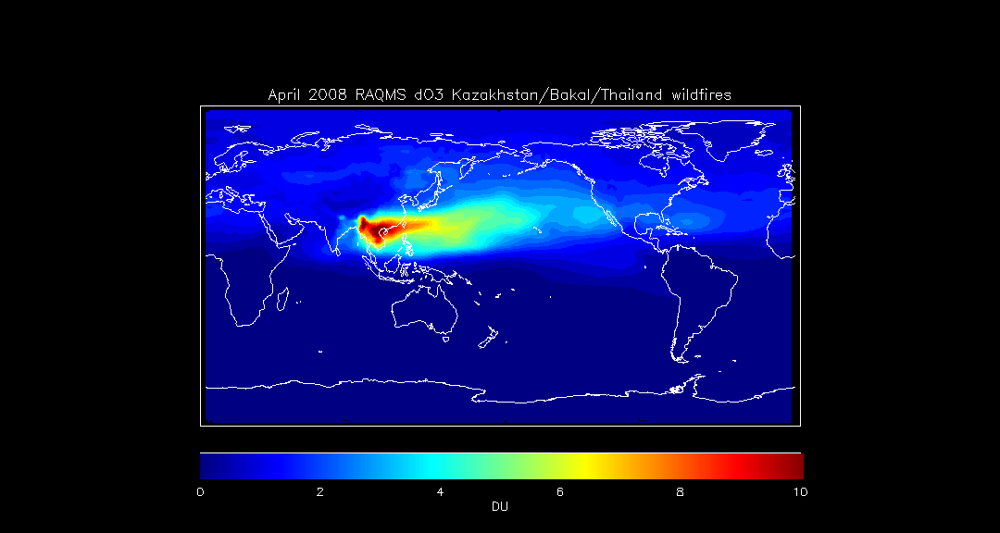 April 2008 RAQMS dO3 Kazakhstan/Bakal/Thailand wildfires
0 2 4 6 8 10
DU